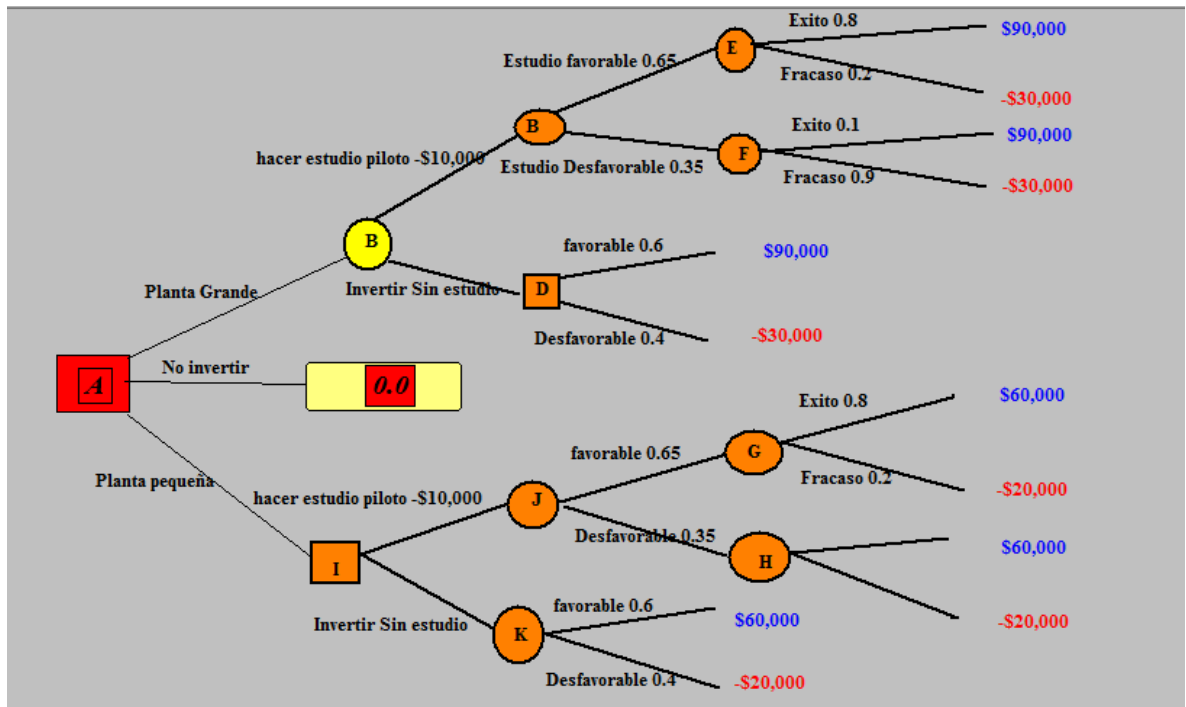 Exito 0.8
$90,000
E
Estudio favorable 0.65
Fracaso 0.2
-$30,000
B
Exito 0.1
$90,000
hacer estudio piloto -$10,000
F
Estudio Desfavorable 0.35
Fracaso 0.9
-$30,000
B
favorable 0.6
$90,000
Planta Grande
Invertir Sin estudio
D
Desfavorable 0.4
-$30,000
No invertir
A
0.0
Exito 0.8
$60,000
favorable 0.65
G
Planta pequeña
Fracaso 0.2
-$20,000
hacer estudio piloto -$10,000
J
Desfavorable 0.35
$60,000
H
I
favorable 0.6
$60,000
-$20,000
Invertir Sin estudio
K
Desfavorable 0.4
-$20,000